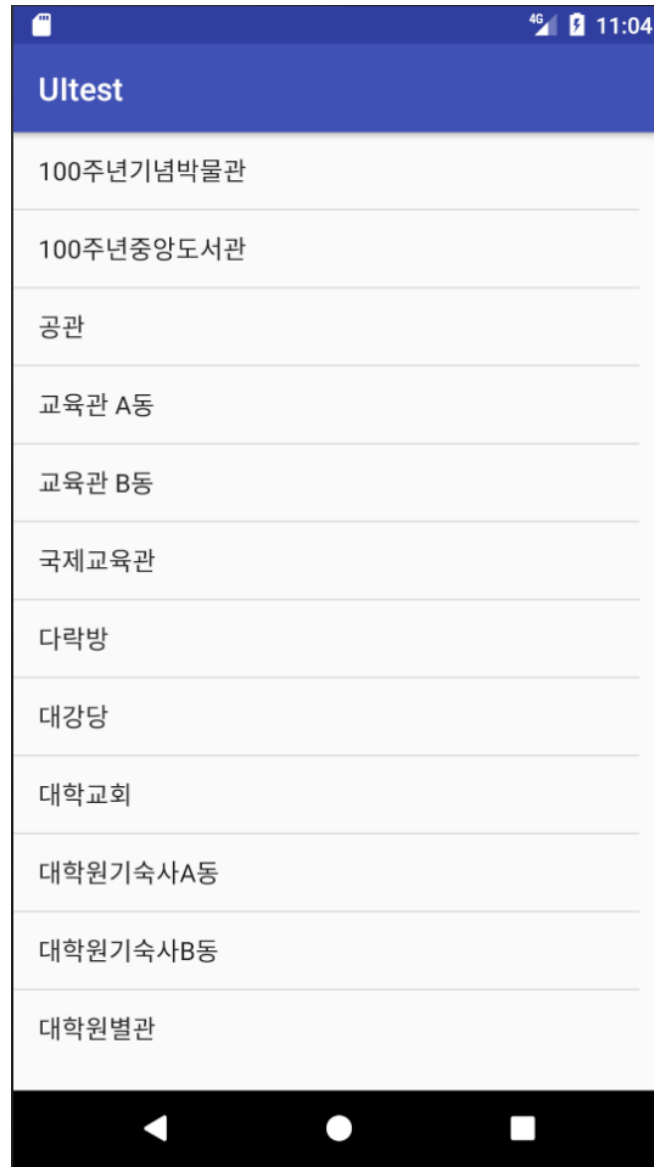 4G 11:04
UItest
100주년기념박물관
100주년중앙도서관
공관
교육관 A동
교육관 B동
국제교육관
다락방
대강당
대학교회
대학원기숙사A동
대학원기숙사B동
대학원별관